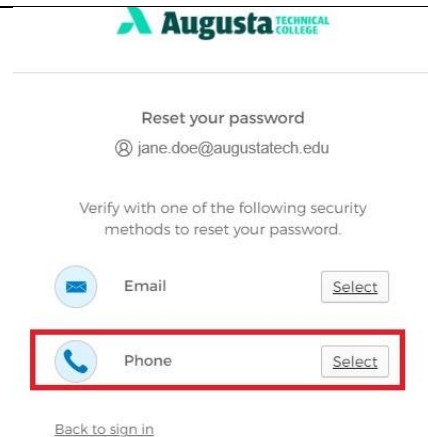 Augusta TECHNICAL COLLEGE
Reset your password
jane.doe@augustatech.edu
Verify with one of the following security
methods to reset your password.
Email Select
Phone Select
Back to sign in